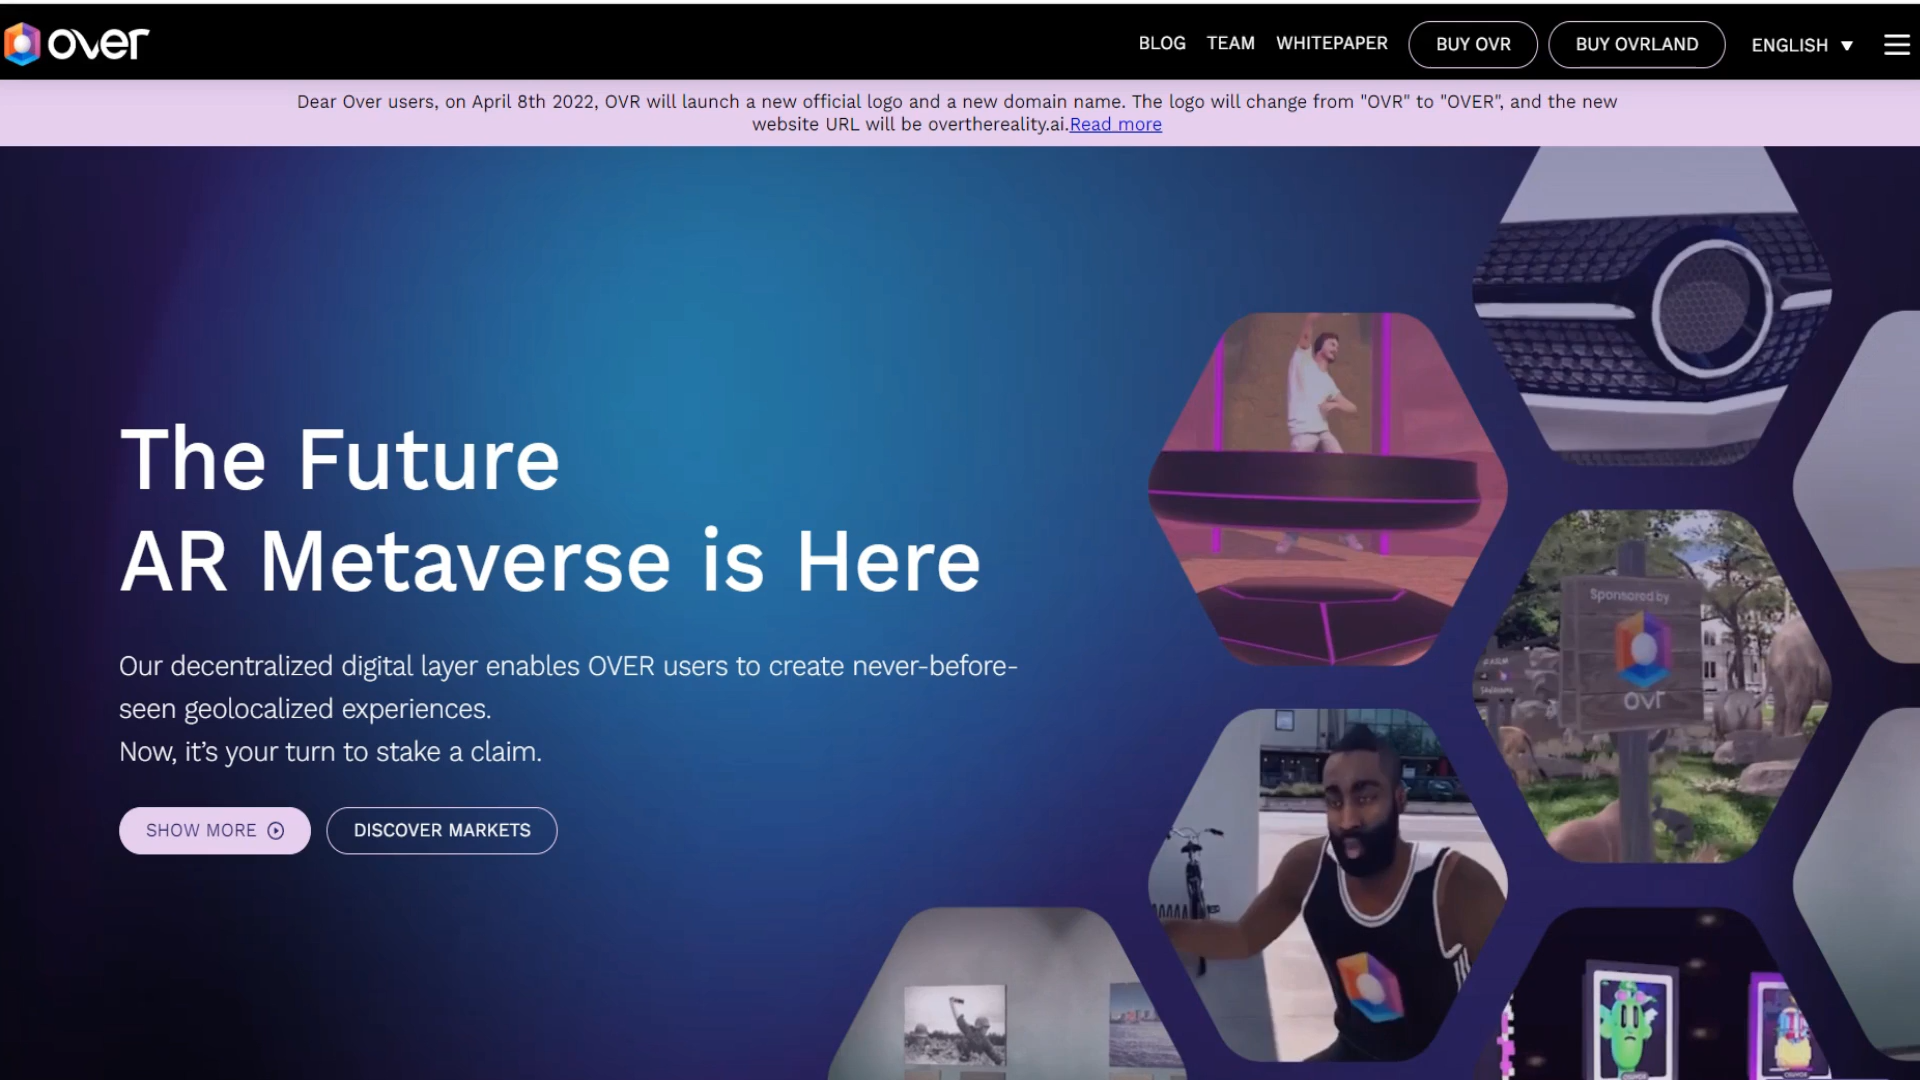 over
BLOG TEAM WHITEPAPER BUY OVR BUY OVRLAND ENGLISH ▼
Dear Over users, on April 8th 2022, OVR will launch a new official logo and a new domain name. The logo will change from "OVR" to "OVER", and the new
website URL will be overthereality.ai.Read more
The Future
AR Metaverse is Here
Our decentralized digital layer enables OVER users to create never-before-
seen geolocalized experiences.
Now, it's your turn to stake a claim.
SHOW MORE
DISCOVER MARKETS
Sponsored by
ovr